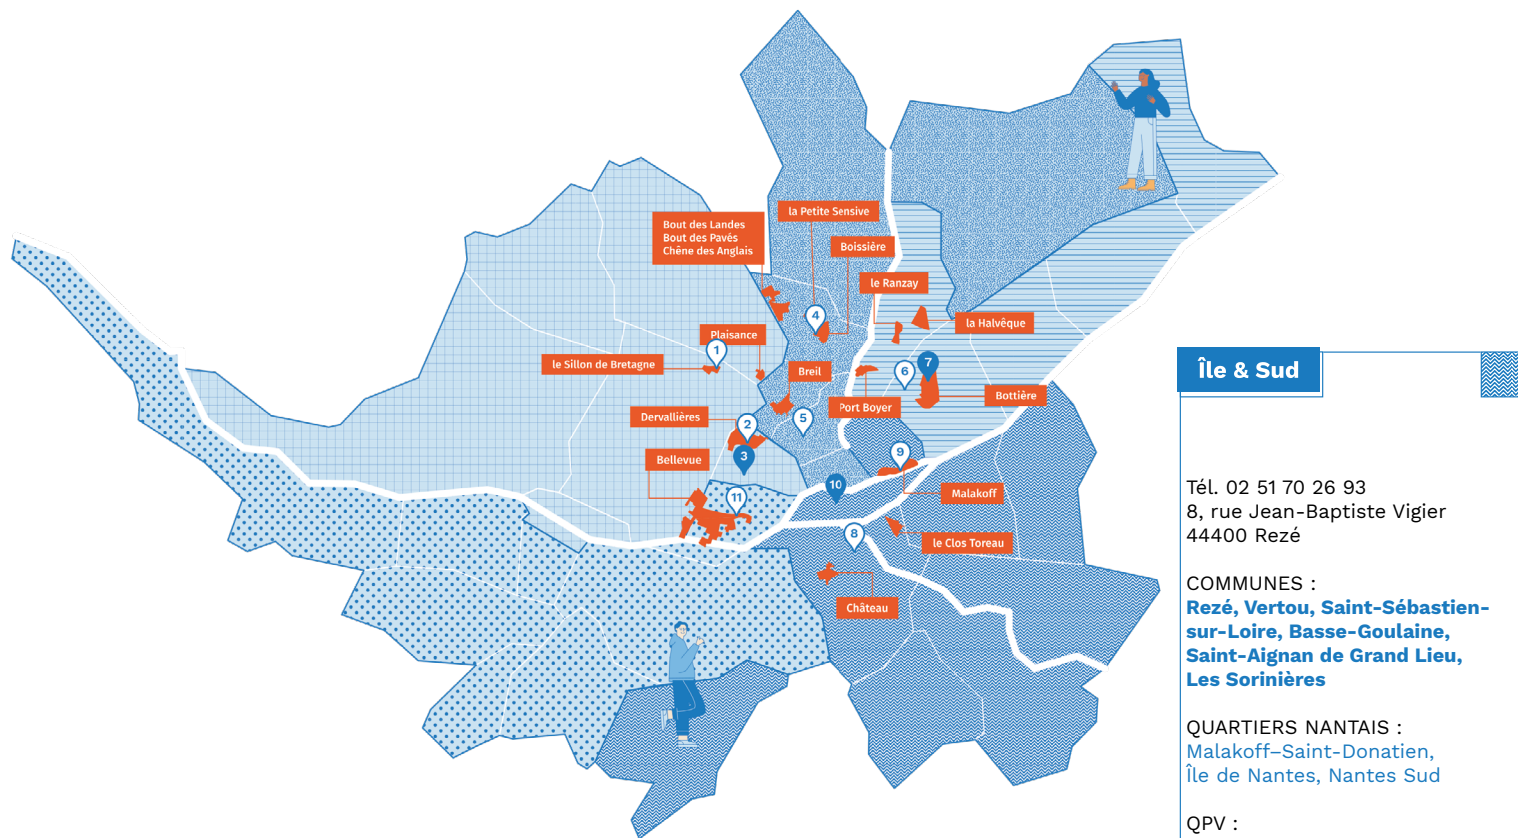 la Petite Sensive
Bout des Landes
Bout des Pavés
Chêne des Anglais
Boissière
le Ranzay
la Halvêque
4
Plaisance
1
le Sillon de Bretagne
Breil
6
7
Port Boyer
Bottière
Dervallières
2
5
3
Bellevue
9
10
Malakoff
11
8
le Clos Toreau
Château
Île & Sud
Tél. 02 51 70 26 93
8, rue Jean-Baptiste Vigier
44400 Rezé
COMMUNES :
Rezé, Vertou, Saint-Sébastien-
sur-Loire, Basse-Goulaine,
Saint-Aignan de Grand Lieu,
Les Sorinières
QUARTIERS NANTAIS :
Malakoff–Saint-Donatien,
Île de Nantes, Nantes Sud
QPV :